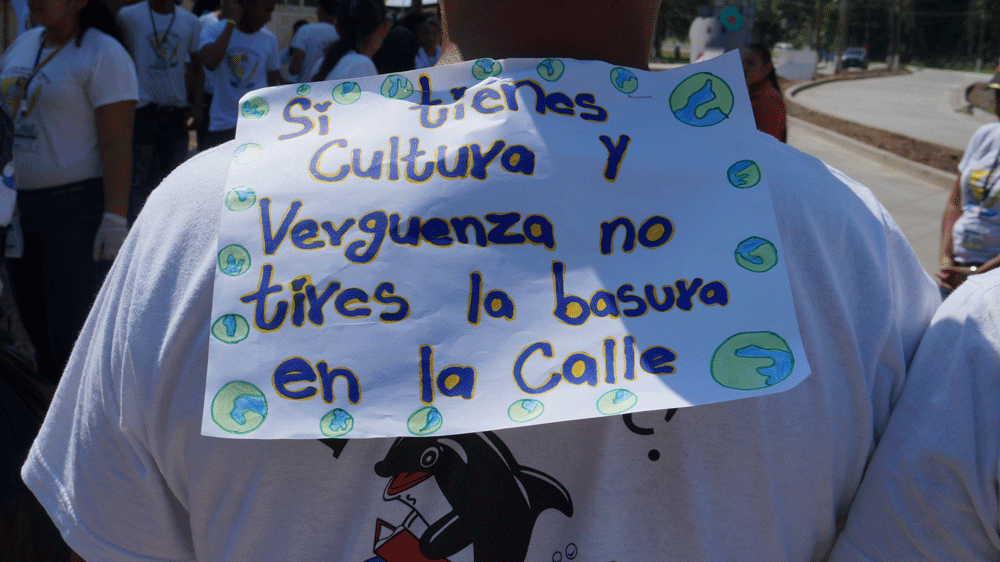 Si tienes
Cultura y
Verguenza no
tires la basura
en la Calle